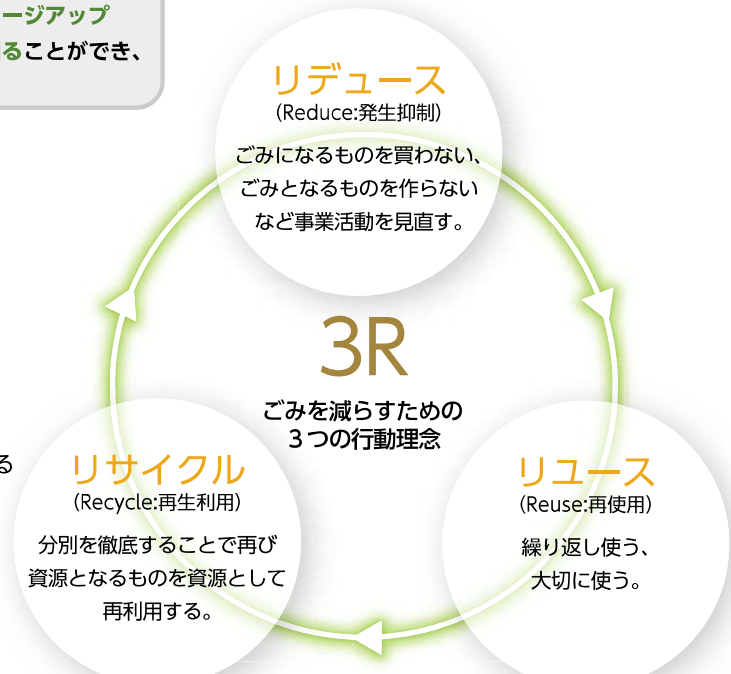 ージアップ
ることができ、
リデュース
(Reduce:発生抑制)
ごみになるものを買わない、
ごみとなるものを作らない
など事業活動を見直す。
3R
ごみを減らすための
３つの行動理念
る
リサイクル
(Recycle:再生利用)
分別を徹底することで再び
資源となるものを資源として
再利用する。
リユース
(Reuse:再使用)
繰り返し使う、
大切に使う。